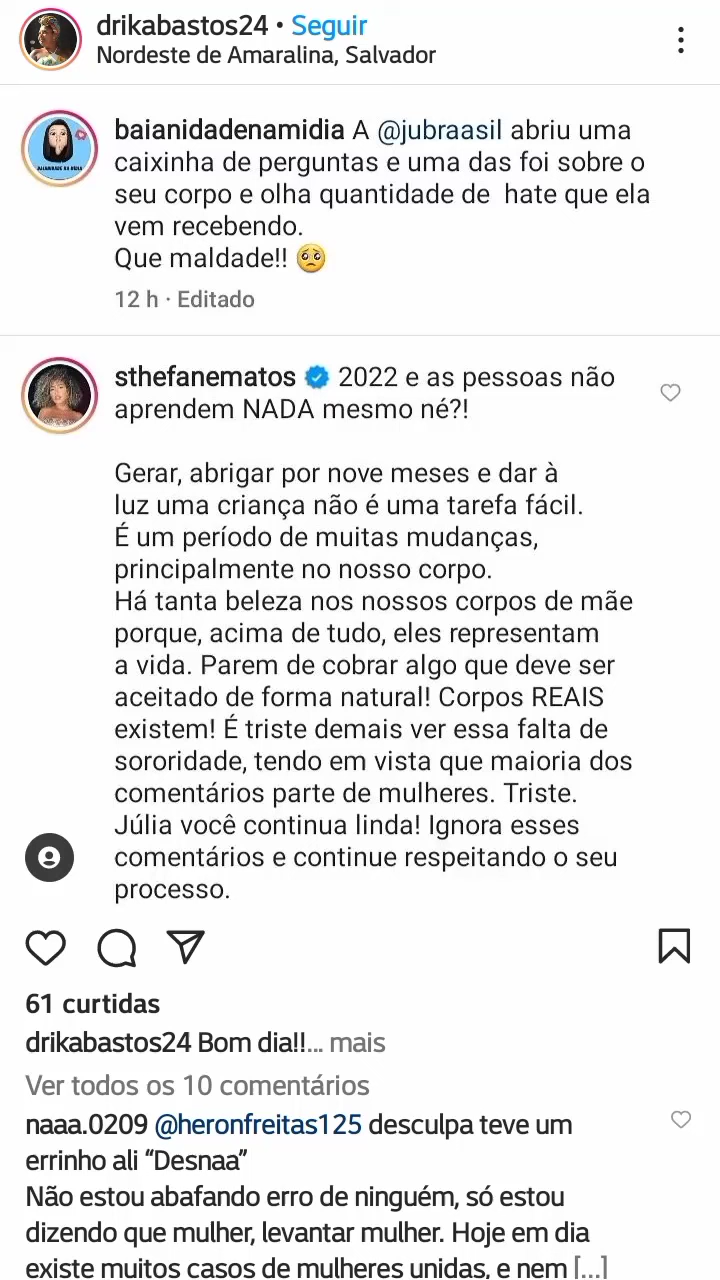 drikabastos24 • Seguir
Nordeste de Amaralina, Salvador
baianidadenamidia A @jubraasil abriu uma
caixinha de perguntas e uma das foi sobre o
seu corpo e olha quantidade de hate que ela
vem recebendo.
Que maldade!! 🥺
12 h · Editado
sthefanematos 2022 e as pessoas não
aprendem NADA mesmo né?!
Gerar, abrigar por nove meses e dar à
luz uma criança não é uma tarefa fácil.
É um período de muitas mudanças,
principalmente no nosso corpo.
Há tanta beleza nos nossos corpos de mãe
porque, acima de tudo, eles representam
a vida. Parem de cobrar algo que deve ser
aceitado de forma natural! Corpos REAIS
existem! É triste demais ver essa falta de
sororidade, tendo em vista que maioria dos
comentários parte de mulheres. Triste.
Júlia você continua linda! Ignora esses
comentários e continue respeitando o seu
processo.
61 curtidas
drikabastos24 Bom dia!!... mais
Ver todos os 10 comentários
naaa.0209 @heronfreitas125 desculpa teve um
errinho ali “Desnaa”
Não estou abafando erro de ninguém, só estou
dizendo que mulher, levantar mulher. Hoje em dia
existe muitos casos de mulheres unidas, e nem [...]